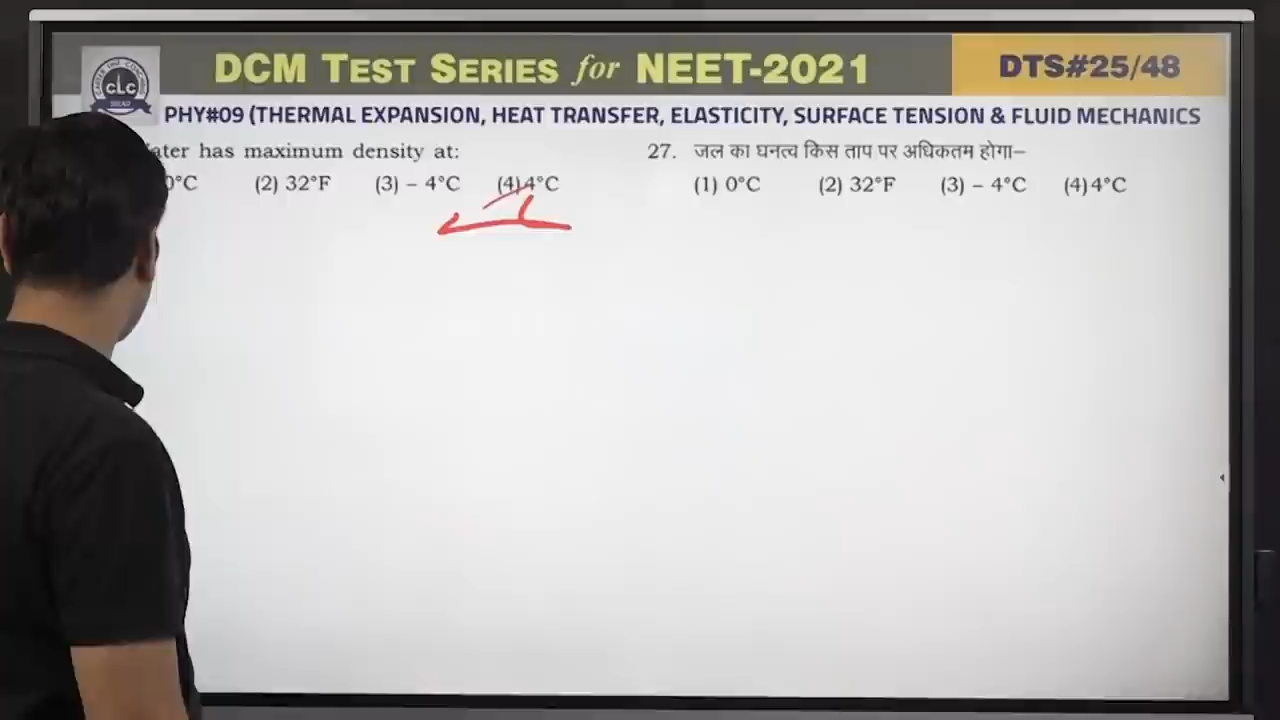 DCM TEST SERIES for NEET-2021
DTS#25/48
CLC
PHY#09 (THERMAL EXPANSION, HEAT TRANSFER, ELASTICITY, SURFACE TENSION & FLUID MECHANICS
ater has maximum density at:
0°C (2) 32°F (3) – 4°C (4) 4°C
27. जल का घनत्व किस ताप पर अधिकतम होगा–
(1) 0°C (2) 32°F (3) – 4°C (4) 4°C